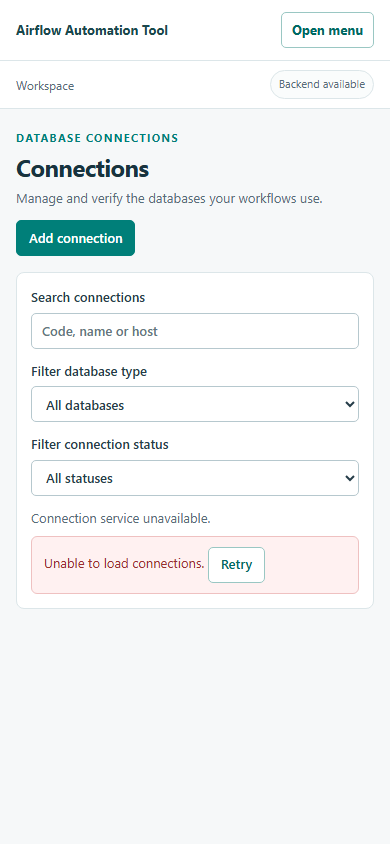 Airflow Automation Tool
Open menu
Workspace
Backend available
DATABASE CONNECTIONS
Connections
Manage and verify the databases your workflows use.
Add connection
Search connections
Code, name or host
Filter database type
All databases
Filter connection status
All statuses
Connection service unavailable.
Unable to load connections. Retry